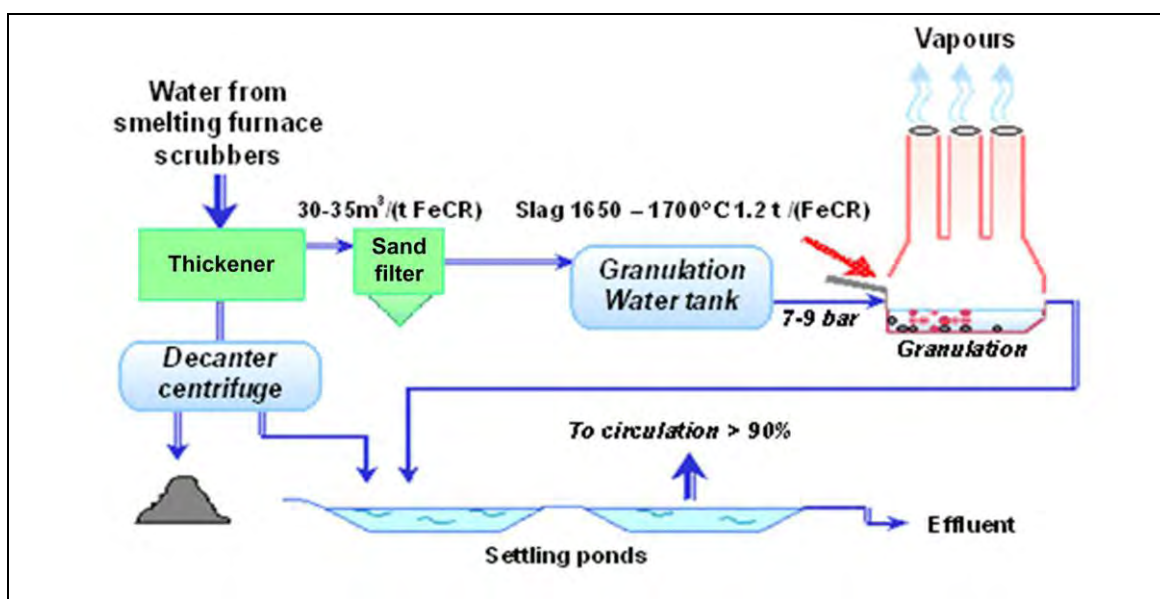 Vapours
Water from
smelting furnace
scrubbers
30-35m³/(t FeCR)
Slag 1650 – 1700°C 1.2 t /(FeCR)
Thickener
Sand
filter
Granulation
Water tank
7-9 bar
Granulation
Decanter
centrifuge
To circulation > 90%
Effluent
Settling ponds